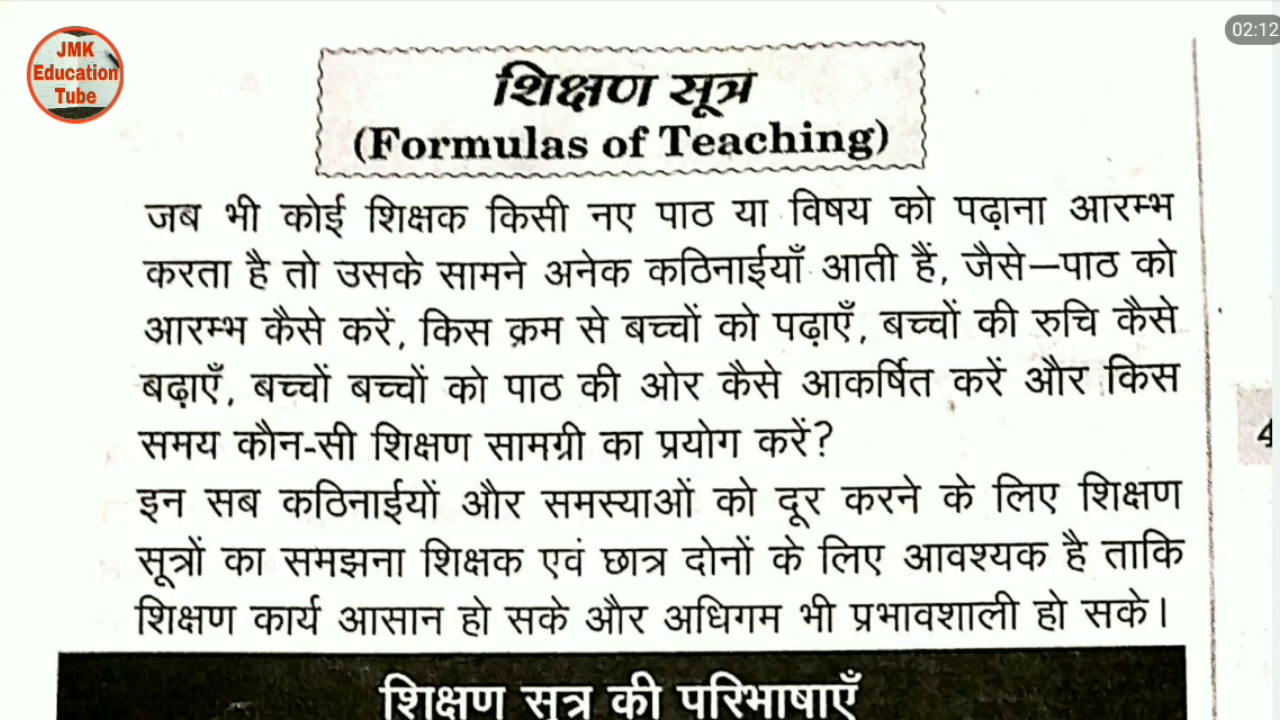 JMK
Education
Tube
02:12
शिक्षण सूत्र
(Formulas of Teaching)
जब भी कोई शिक्षक किसी नए पाठ या विषय को पढ़ाना आरम्भ
करता है तो उसके सामने अनेक कठिनाईयाँ आती हैं, जैसे—पाठ को
आरम्भ कैसे करें, किस क्रम से बच्चों को पढ़ाएँ, बच्चों की रुचि कैसे
बढ़ाएँ, बच्चों बच्चों को पाठ की ओर कैसे आकर्षित करें और किस
समय कौन-सी शिक्षण सामग्री का प्रयोग करें?
इन सब कठिनाईयों और समस्याओं को दूर करने के लिए शिक्षण
सूत्रों का समझना शिक्षक एवं छात्र दोनों के लिए आवश्यक है ताकि
शिक्षण कार्य आसान हो सके और अधिगम भी प्रभावशाली हो सके।
शिक्षण सूत्र की परिभाषाएँ